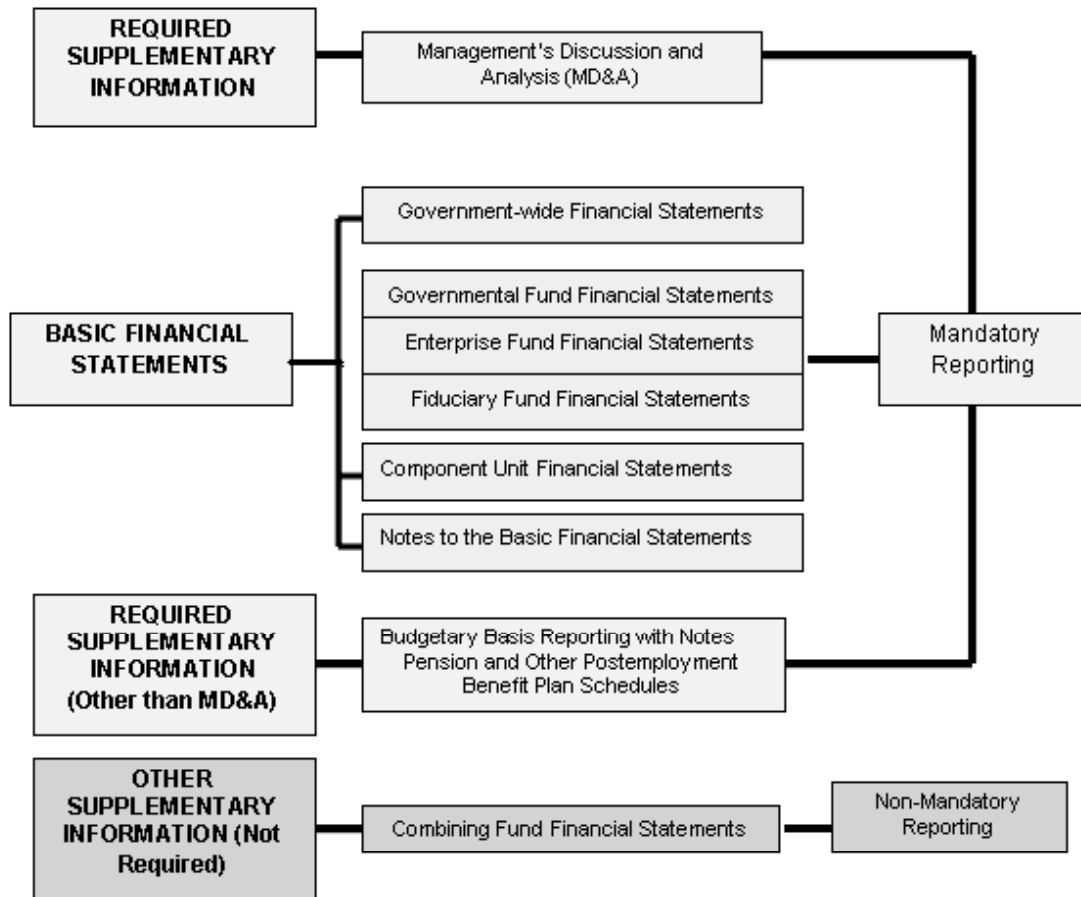 REQUIRED
SUPPLEMENTARY
INFORMATION
Management's Discussion and
Analysis (MD&A)
Government-wide Financial Statements
Governmental Fund Financial Statements
BASIC FINANCIAL
STATEMENTS
Enterprise Fund Financial Statements
Mandatory
Reporting
Fiduciary Fund Financial Statements
Component Unit Financial Statements
Notes to the Basic Financial Statements
REQUIRED
SUPPLEMENTARY
INFORMATION
(Other than MD&A)
Budgetary Basis Reporting with Notes
Pension and Other Postemployment
Benefit Plan Schedules
OTHER
SUPPLEMENTARY
INFORMATION (Not
Required)
Combining Fund Financial Statements
Non-Mandatory
Reporting